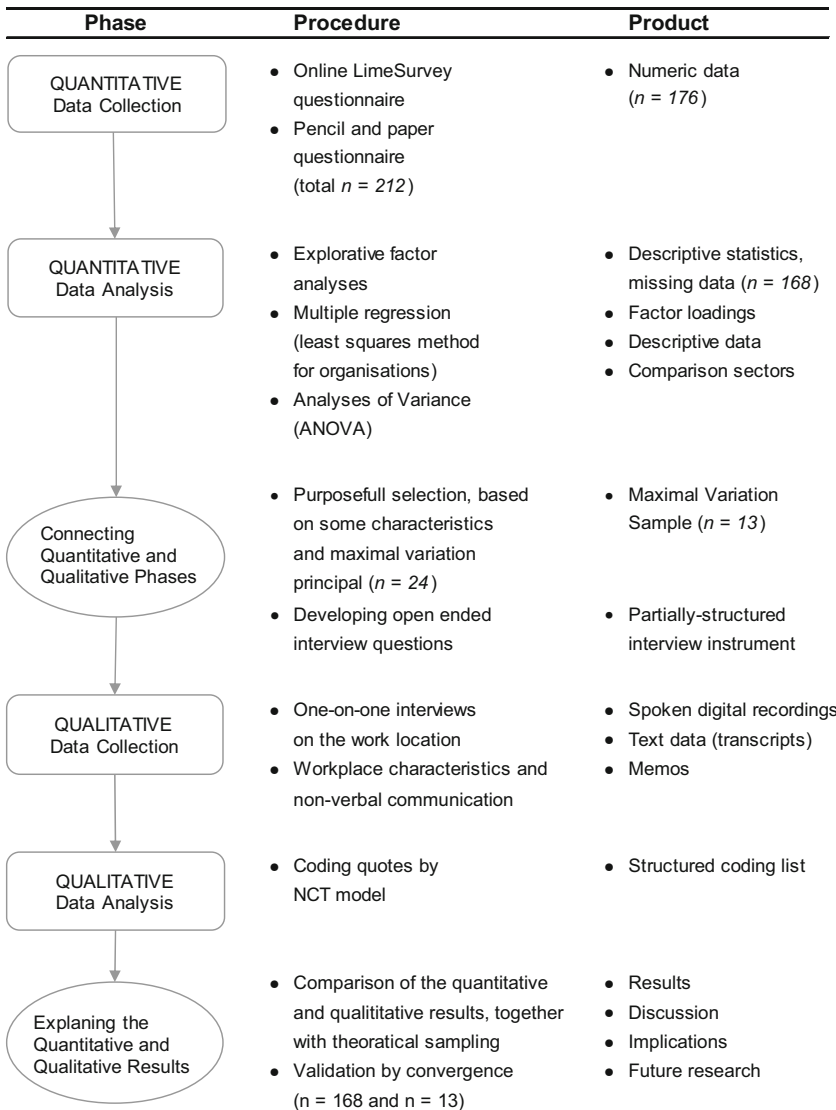 Phase Procedure Product
QUANTITATIVE
Data Collection
● Online LimeSurvey
questionnaire
● Pencil and paper
questionnaire
(total n = 212)
● Numeric data
(n = 176)
QUANTITATIVE
Data Analysis
● Explorative factor
analyses
● Multiple regression
(least squares method
for organisations)
● Analyses of Variance
(ANOVA)
● Descriptive statistics,
missing data (n = 168)
● Factor loadings
● Descriptive data
● Comparison sectors
Connecting
Quantitative and
Qualitative Phases
● Purposefull selection, based
on some characteristics
and maximal variation
principal (n = 24)
● Developing open ended
interview questions
● Maximal Variation
Sample (n = 13)
● Partially-structured
interview instrument
QUALITATIVE
Data Collection
● One-on-one interviews
on the work location
● Workplace characteristics and
non-verbal communication
● Spoken digital recordings
● Text data (transcripts)
● Memos
QUALITATIVE
Data Analysis
● Coding quotes by
NCT model
● Structured coding list
Explaning the
Quantitative and
Qualitative Results
● Comparison of the quantitative
and qualititative results, together
with theoratical sampling
● Validation by convergence
(n = 168 and n = 13)
● Results
● Discussion
● Implications
● Future research